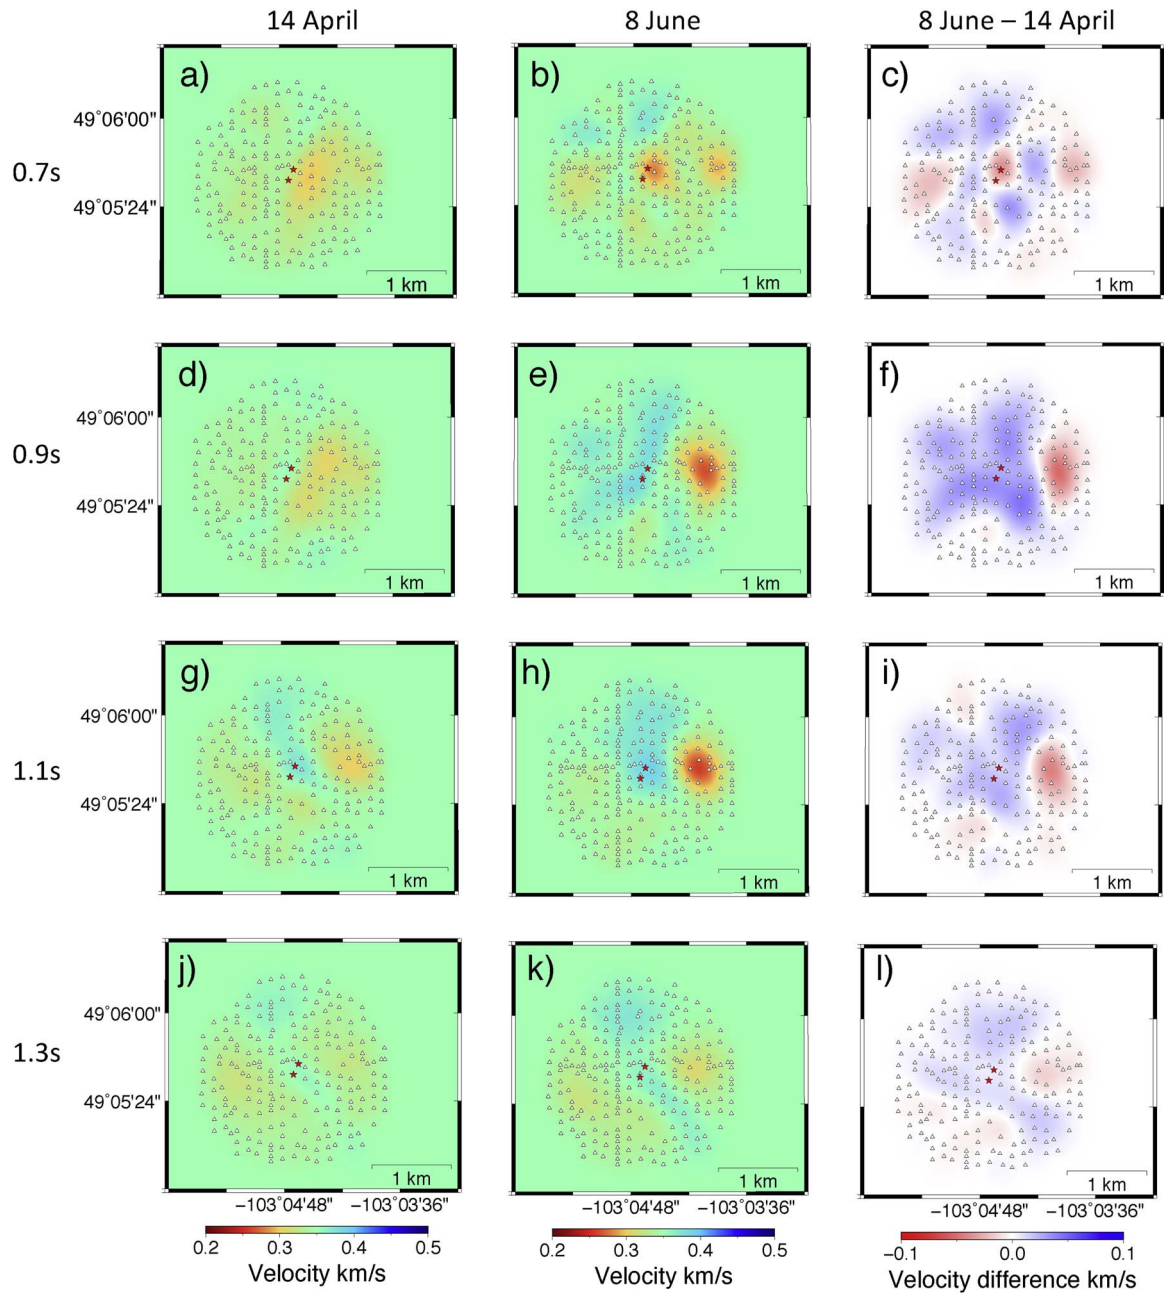 14 April 8 June 8 June – 14 April
a) b) c)
49˚06'00"
0.7s
49˚05'24"
1 km 1 km 1 km
d) e) f)
49˚06'00"
0.9s
49˚05'24"
1 km 1 km 1 km
g) h) i)
49˚06'00"
1.1s
49˚05'24"
1 km 1 km 1 km
j) k) l)
49˚06'00"
1.3s
49˚05'24"
1 km 1 km 1 km
−103˚04'48" −103˚03'36" −103˚04'48" −103˚03'36" −103˚04'48" −103˚03'36"
0.2 0.3 0.4 0.5 0.2 0.3 0.4 0.5 −0.1 0.0 0.1
Velocity km/s Velocity km/s Velocity difference km/s